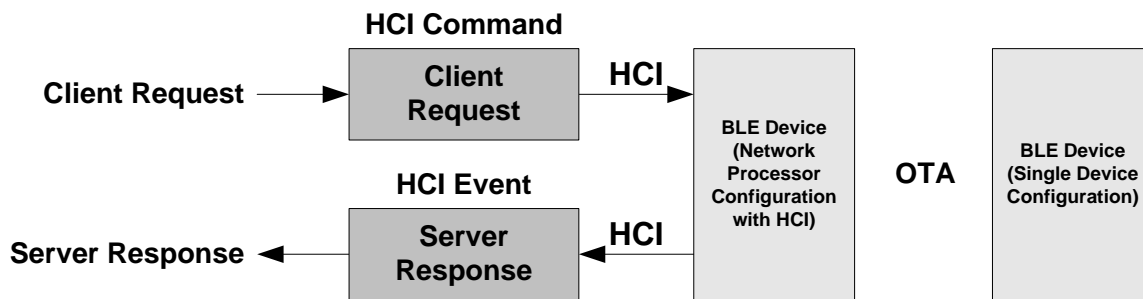 HCI Command
Client Request
Client
Request
HCI
BLE Device
(Network
Processor
Configuration
with HCI)
OTA
BLE Device
(Single Device
Configuration)
HCI Event
Server Response
Server
Response
HCI